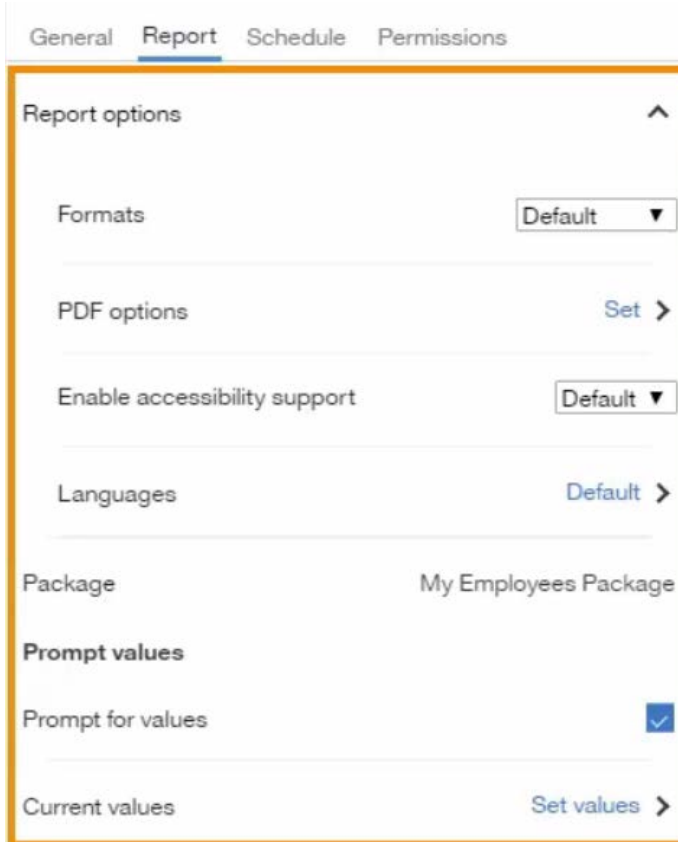 General Report Schedule Permissions
Report options
Formats Default
PDF options Set
Enable accessibility support Default
Languages Default
Package My Employees Package
Prompt values
Prompt for values
Current values Set values